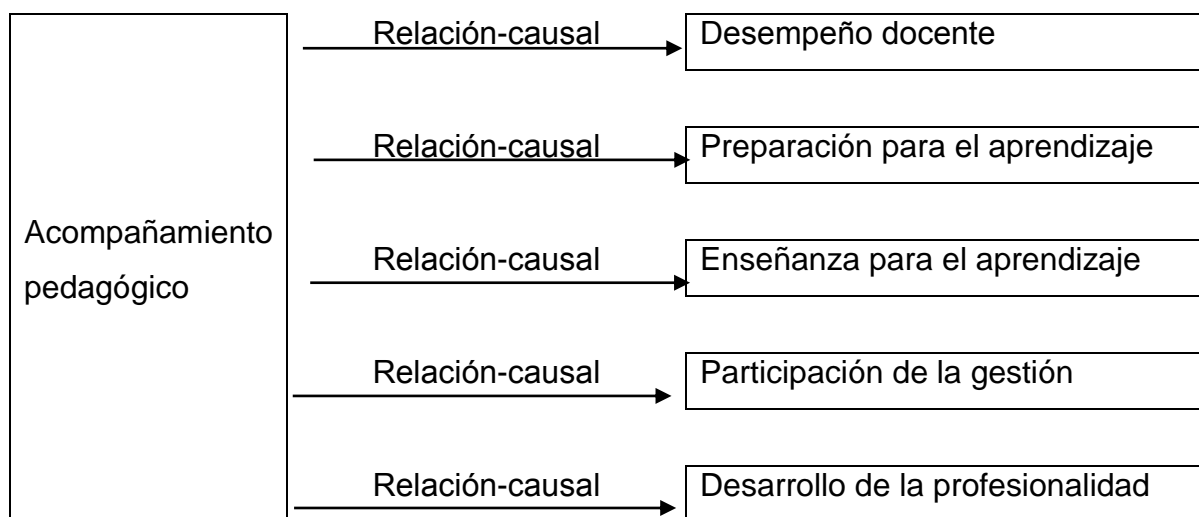 Relación-causal Desempeño docente
Relación-causal Preparación para el aprendizaje
Acompañamiento
pedagógico
Relación-causal Enseñanza para el aprendizaje
Relación-causal Participación de la gestión
Relación-causal Desarrollo de la profesionalidad